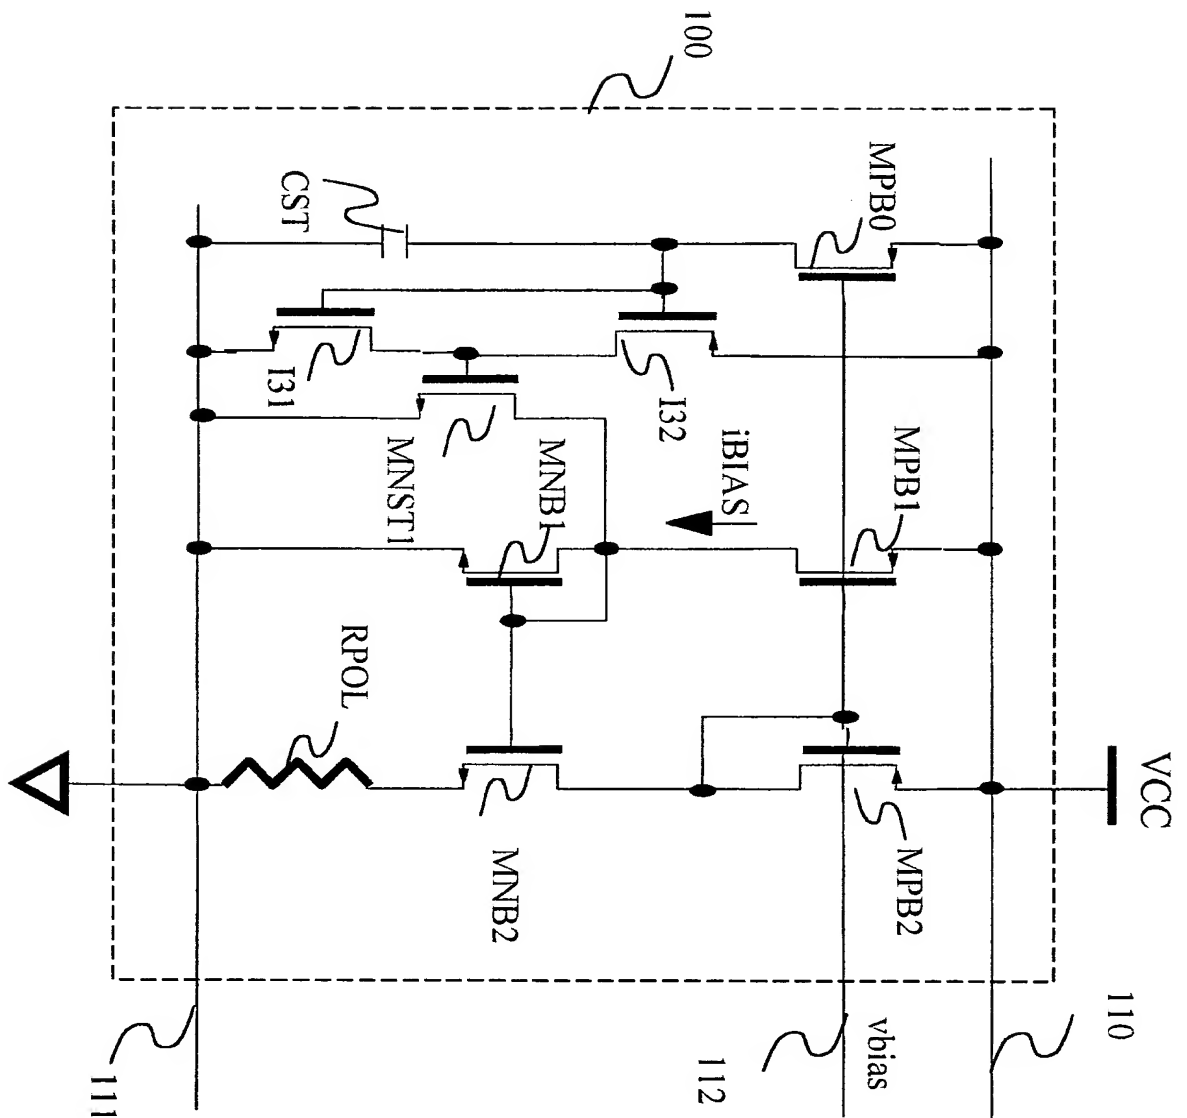 100
VCC
110
MPB0
MPB1
MPB2
vbias
112
I32
iBIAS
CST
I31
MNST1
MNB1
MNB2
RPOL
111